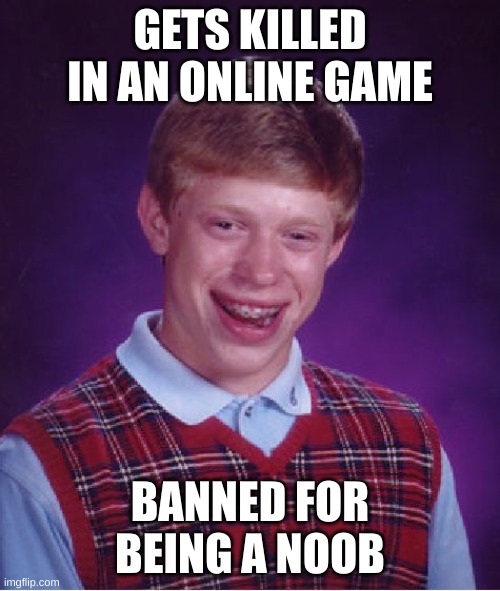 GETS KILLED
IN AN ONLINE GAME
BANNED FOR
BEING A NOOB
imgflip.com